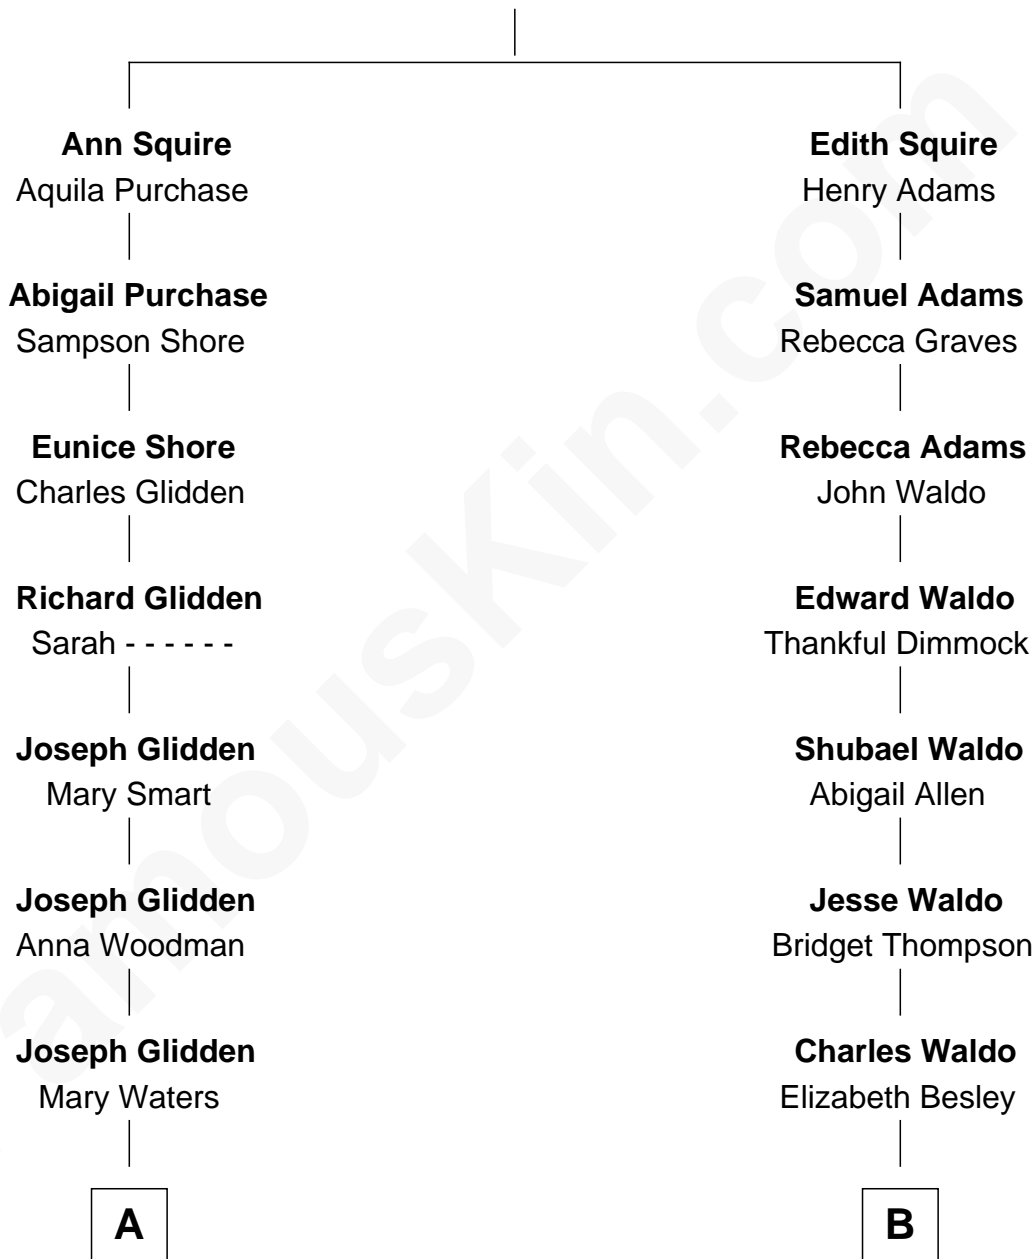 Ann Squire
Aquila Purchase
Abigail Purchase
Sampson Shore
Eunice Shore
Charles Glidden
Richard Glidden
Sarah - - - - - -
Joseph Glidden
Mary Smart
Joseph Glidden
Anna Woodman
Joseph Glidden
Mary Waters
A
Edith Squire
Henry Adams
Samuel Adams
Rebecca Graves
Rebecca Adams
John Waldo
Edward Waldo
Thankful Dimmock
Shubael Waldo
Abigail Allen
Jesse Waldo
Bridget Thompson
Charles Waldo
Elizabeth Besley
B
amouskin.com